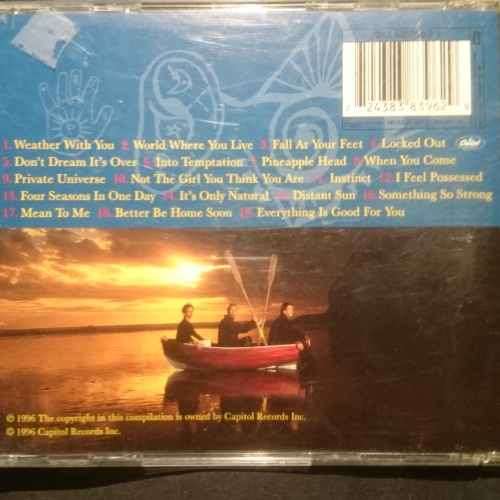 7 24383 83962 9
1. Weather With You 2. World Where You Live 3. Fall At Your Feet 4. Locked Out
5. Don't Dream It's Over 6. Into Temptation 7. Pineapple Head 8. When You Come
9. Private Universe 10. Not The Girl You Think You Are 11. Instinct 12. I Feel Possessed
13. Four Seasons In One Day 14. It's Only Natural 15. Distant Sun 16. Something So Strong
17. Mean To Me 18. Better Be Home Soon 19. Everything Is Good For You
Capitol
℗ 1996 The copyright in this compilation is owned by Capitol Records Inc.
© 1996 Capitol Records Inc.